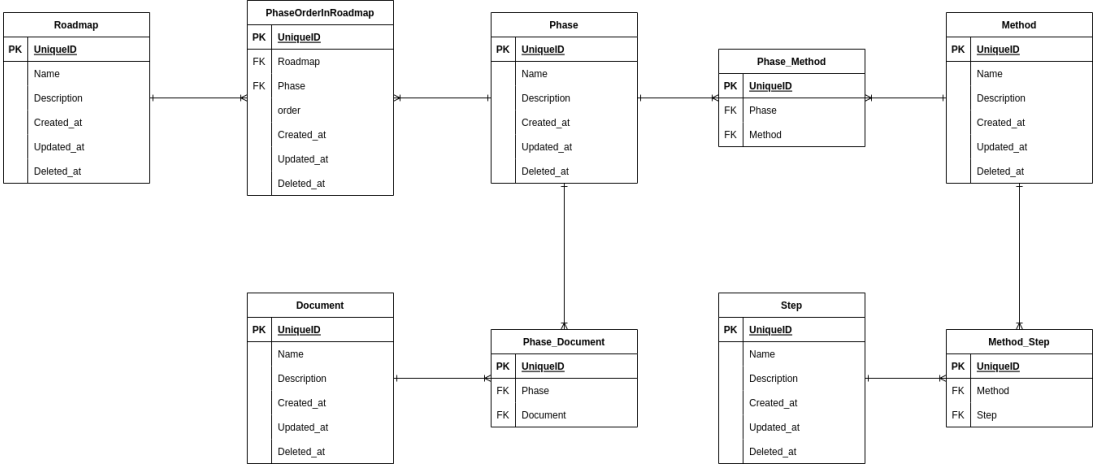 Roadmap
PK UniqueID
Name
Description
Created_at
Updated_at
Deleted_at
PhaseOrderInRoadmap
PK UniqueID
FK Roadmap
FK Phase
order
Created_at
Updated_at
Deleted_at
Phase
PK UniqueID
Name
Description
Created_at
Updated_at
Deleted_at
Phase_Method
PK UniqueID
FK Phase
FK Method
Method
PK UniqueID
Name
Description
Created_at
Updated_at
Deleted_at
Document
PK UniqueID
Name
Description
Created_at
Updated_at
Deleted_at
Phase_Document
PK UniqueID
FK Phase
FK Document
Step
PK UniqueID
Name
Description
Created_at
Updated_at
Deleted_at
Method_Step
PK UniqueID
FK Method
FK Step